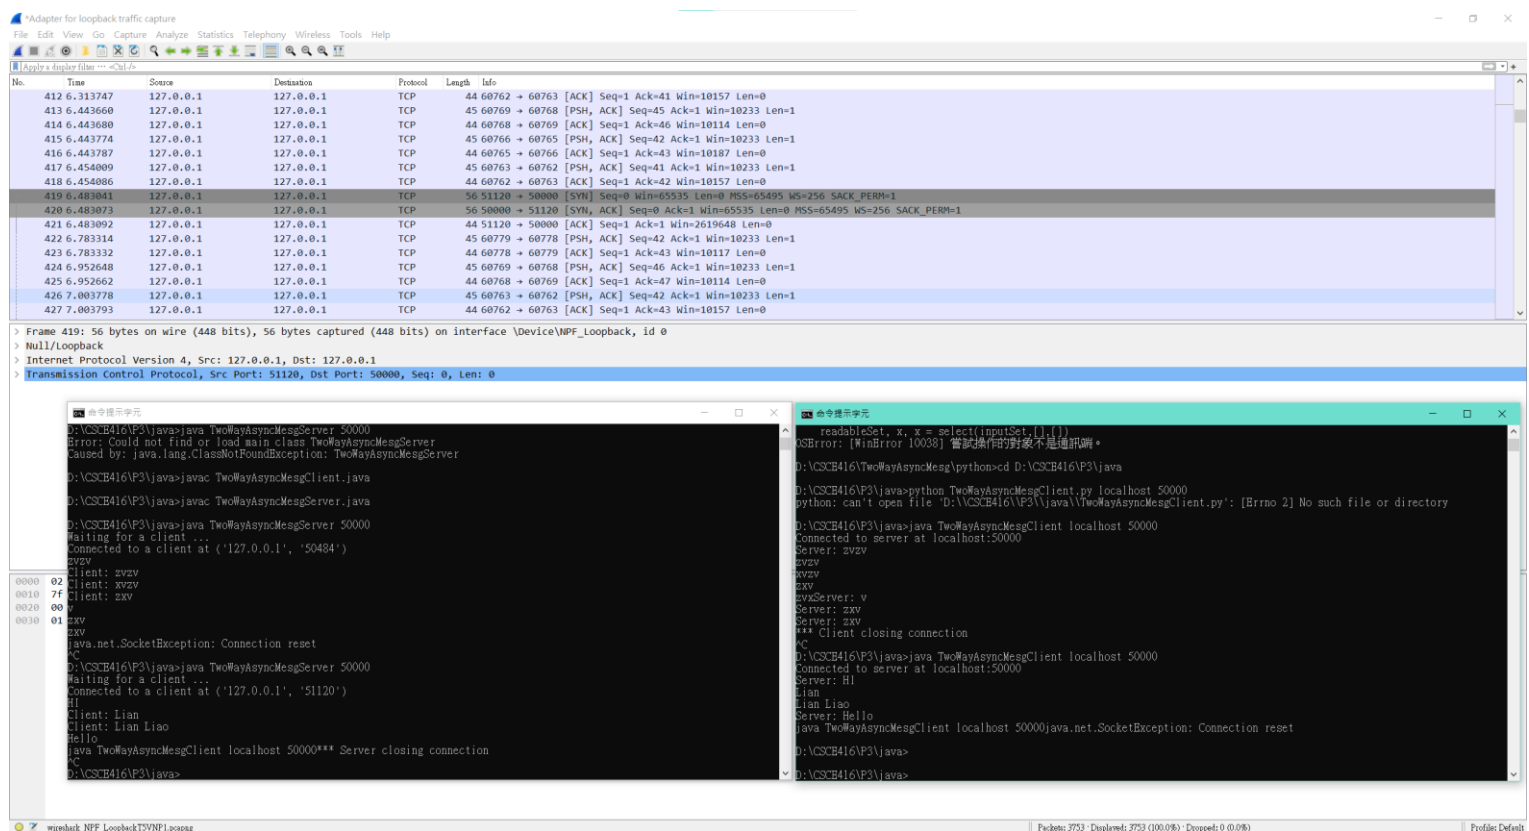 *Adapter for loopback traffic capture
File Edit View Go Capture Analyze Statistics Telephony Wireless Tools Help
Apply a display filter ... <Ctrl-/>
No. Time Source Destination Protocol Length Info
412 6.313747 127.0.0.1 127.0.0.1 TCP 44 60762 → 60763 [ACK] Seq=1 Ack=41 Win=10157 Len=0
413 6.443660 127.0.0.1 127.0.0.1 TCP 45 60769 → 60768 [PSH, ACK] Seq=45 Ack=1 Win=10233 Len=1
414 6.443680 127.0.0.1 127.0.0.1 TCP 44 60768 → 60769 [ACK] Seq=1 Ack=46 Win=10114 Len=0
415 6.443774 127.0.0.1 127.0.0.1 TCP 45 60766 → 60765 [PSH, ACK] Seq=42 Ack=1 Win=10233 Len=1
416 6.443787 127.0.0.1 127.0.0.1 TCP 44 60765 → 60766 [ACK] Seq=1 Ack=43 Win=10187 Len=0
417 6.454009 127.0.0.1 127.0.0.1 TCP 45 60763 → 60762 [PSH, ACK] Seq=41 Ack=1 Win=10233 Len=1
418 6.454086 127.0.0.1 127.0.0.1 TCP 44 60762 → 60763 [ACK] Seq=1 Ack=42 Win=10157 Len=0
419 6.483041 127.0.0.1 127.0.0.1 TCP 56 51120 → 50000 [SYN] Seq=0 Win=65535 Len=0 MSS=65495 WS=256 SACK_PERM=1
420 6.483073 127.0.0.1 127.0.0.1 TCP 56 50000 → 51120 [SYN, ACK] Seq=0 Ack=1 Win=65535 Len=0 MSS=65495 WS=256 SACK_PERM=1
421 6.483092 127.0.0.1 127.0.0.1 TCP 44 51120 → 50000 [ACK] Seq=1 Ack=1 Win=2619648 Len=0
422 6.783314 127.0.0.1 127.0.0.1 TCP 45 60779 → 60778 [PSH, ACK] Seq=42 Ack=1 Win=10233 Len=1
423 6.783332 127.0.0.1 127.0.0.1 TCP 44 60778 → 60779 [ACK] Seq=1 Ack=43 Win=10117 Len=0
424 6.952648 127.0.0.1 127.0.0.1 TCP 45 60769 → 60768 [PSH, ACK] Seq=46 Ack=1 Win=10233 Len=1
425 6.952662 127.0.0.1 127.0.0.1 TCP 44 60768 → 60769 [ACK] Seq=1 Ack=47 Win=10114 Len=0
426 7.003778 127.0.0.1 127.0.0.1 TCP 45 60763 → 60762 [PSH, ACK] Seq=42 Ack=1 Win=10233 Len=1
427 7.003793 127.0.0.1 127.0.0.1 TCP 44 60762 → 60763 [ACK] Seq=1 Ack=43 Win=10157 Len=0
> Frame 419: 56 bytes on wire (448 bits), 56 bytes captured (448 bits) on interface \Device\NPF_Loopback, id 0
> Null/Loopback
> Internet Protocol Version 4, Src: 127.0.0.1, Dst: 127.0.0.1
> Transmission Control Protocol, Src Port: 51120, Dst Port: 50000, Seq: 0, Len: 0
0000 02
0010 7f
0020 00
0030 01
命令提示字元
D:\CSCE416\P3\java>java TwoWayAsyncMesgServer 50000
Error: Could not find or load main class TwoWayAsyncMesgServer
Caused by: java.lang.ClassNotFoundException: TwoWayAsyncMesgServer
D:\CSCE416\P3\java>javac TwoWayAsyncMesgClient.java
D:\CSCE416\P3\java>javac TwoWayAsyncMesgServer.java
D:\CSCE416\P3\java>java TwoWayAsyncMesgServer 50000
Waiting for a client ...
Connected to a client at ('127.0.0.1', '50484')
zvzv
Client: zvzv
Client: xvzv
Client: zxv
v
zxv
zxv
java.net.SocketException: Connection reset
^C
D:\CSCE416\P3\java>java TwoWayAsyncMesgServer 50000
Waiting for a client ...
Connected to a client at ('127.0.0.1', '51120')
HI
Client: Lian
Client: Lian Liao
Hello
java TwoWayAsyncMesgClient localhost 50000*** Server closing connection
^C
D:\CSCE416\P3\java>
命令提示字元
readableSet, x, x = select(inputSet,[],[])
OSError: [WinError 10038] 嘗試操作的對象不是通訊端。
D:\CSCE416\TwoWayAsyncMesg\python>cd D:\CSCE416\P3\java
D:\CSCE416\P3\java>python TwoWayAsyncMesgClient.py localhost 50000
python: can't open file 'D:\\CSCE416\\P3\\java\\TwoWayAsyncMesgClient.py': [Errno 2] No such file or directory
D:\CSCE416\P3\java>java TwoWayAsyncMesgClient localhost 50000
Connected to server at localhost:50000
Server: zvzv
zvzv
xvzv
zxv
zvxServer: v
Server: zxv
Server: zxv
*** Client closing connection
^C
D:\CSCE416\P3\java>java TwoWayAsyncMesgClient localhost 50000
Connected to server at localhost:50000
Server: HI
Lian
Lian Liao
Server: Hello
java TwoWayAsyncMesgClient localhost 50000java.net.SocketException: Connection reset
D:\CSCE416\P3\java>
D:\CSCE416\P3\java>
wireshark_NPF_LoopbackT5VNP1.pcapng
Packets: 3753 · Displayed: 3753 (100.0%) · Dropped: 0 (0.0%)
Profile: Default